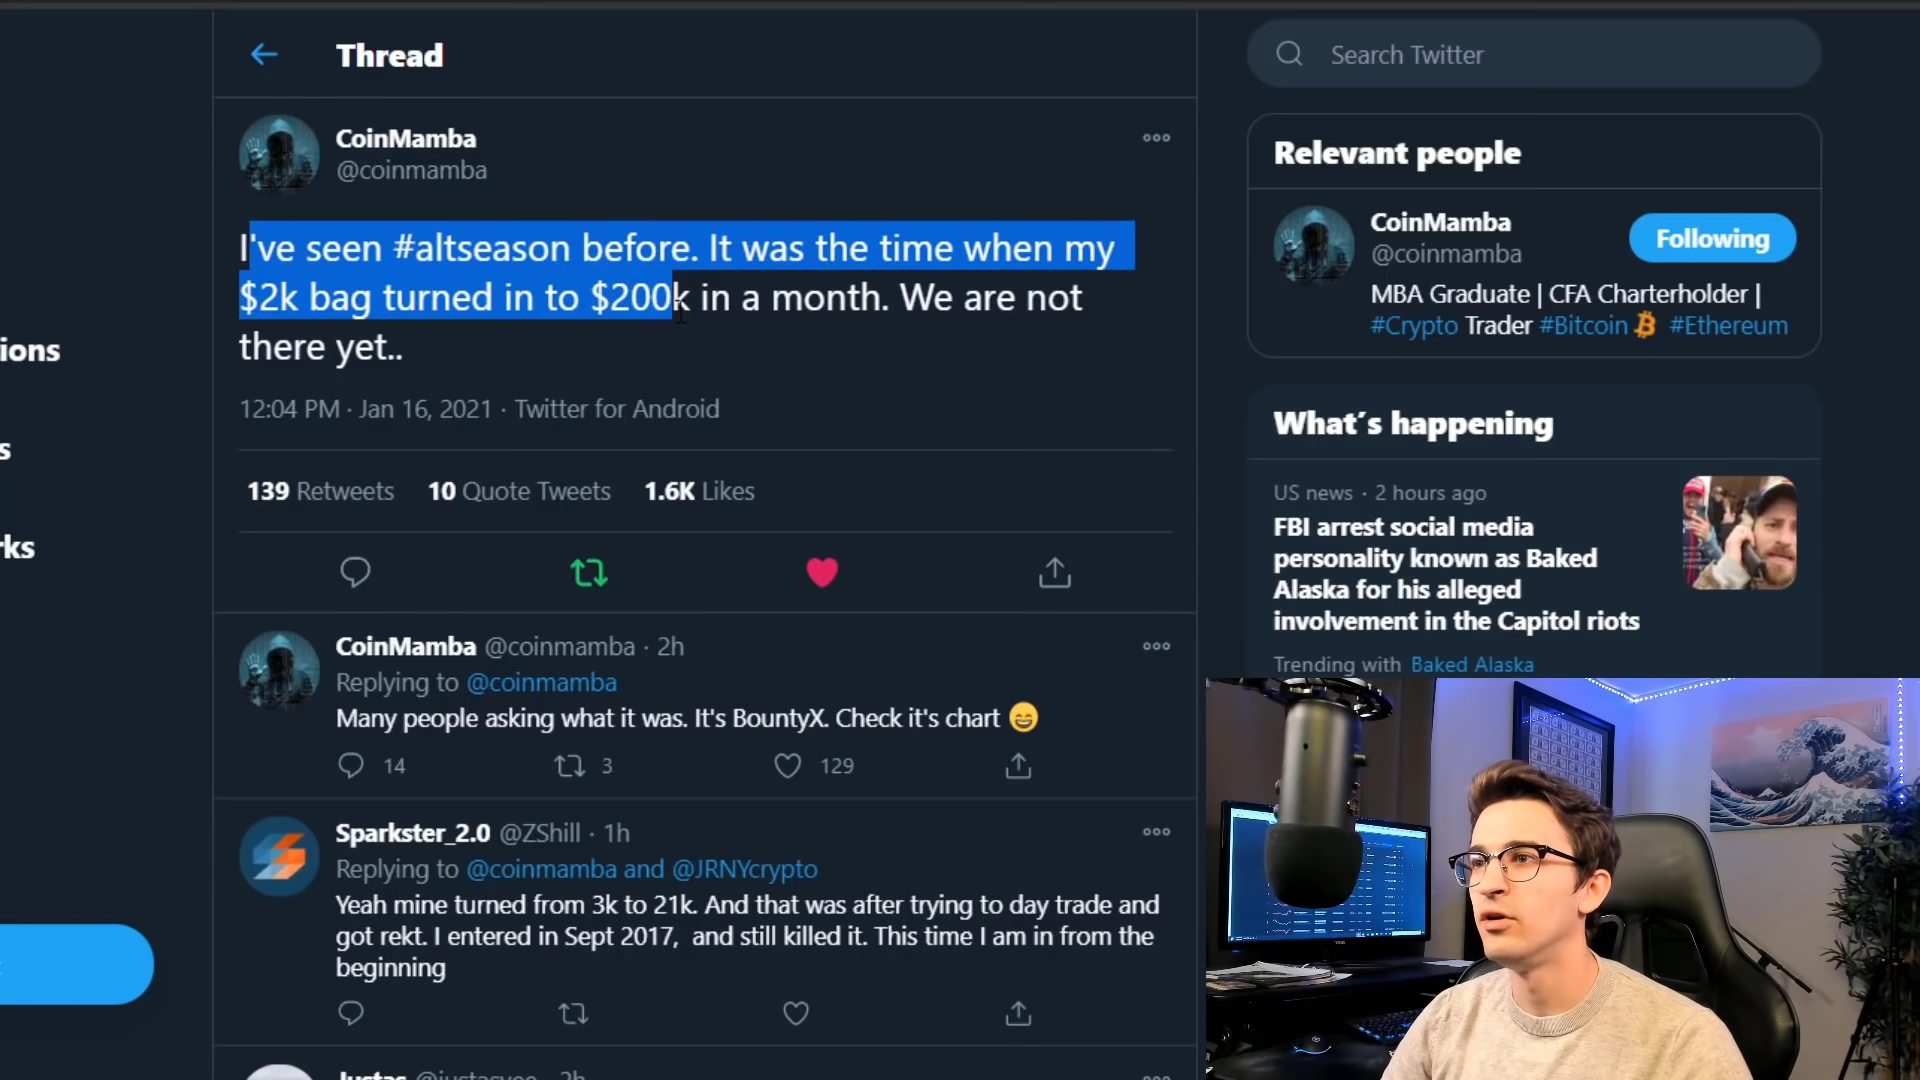 Thread
Search Twitter
CoinMamba
@coinmamba
I've seen #altseason before. It was the time when my
$2k bag turned in to $200k in a month. We are not
there yet..
12:04 PM · Jan 16, 2021 · Twitter for Android
139 Retweets 10 Quote Tweets 1.6K Likes
CoinMamba @coinmamba · 2h
Replying to @coinmamba
Many people asking what it was. It's BountyX. Check it's chart 😄
14 3 129
Sparkster_2.0 @ZShill · 1h
Replying to @coinmamba and @JRNYcrypto
Yeah mine turned from 3k to 21k. And that was after trying to day trade and
got rekt. I entered in Sept 2017, and still killed it. This time I am in from the
beginning
Relevant people
CoinMamba
@coinmamba
Following
MBA Graduate | CFA Charterholder |
#Crypto Trader #Bitcoin #Ethereum
What's happening
US news · 2 hours ago
FBI arrest social media
personality known as Baked
Alaska for his alleged
involvement in the Capitol riots
Trending with Baked Alaska
ions
s
rks